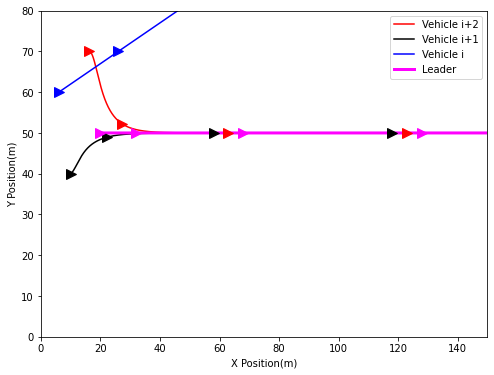 80
70
60
50
40
30
20
10
0
Y Position(m)
0 20 40 60 80 100 120 140
X Position(m)
Vehicle i+2
Vehicle i+1
Vehicle i
Leader